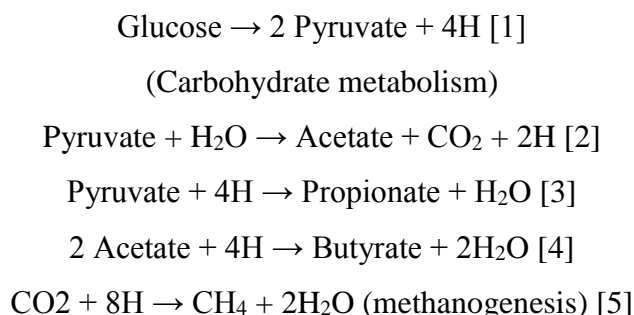 Glucose → 2 Pyruvate + 4H [1]
(Carbohydrate metabolism)
Pyruvate + H₂O → Acetate + CO₂ + 2H [2]
Pyruvate + 4H → Propionate + H₂O [3]
2 Acetate + 4H → Butyrate + 2H₂O [4]
CO2 + 8H → CH₄ + 2H₂O (methanogenesis) [5]